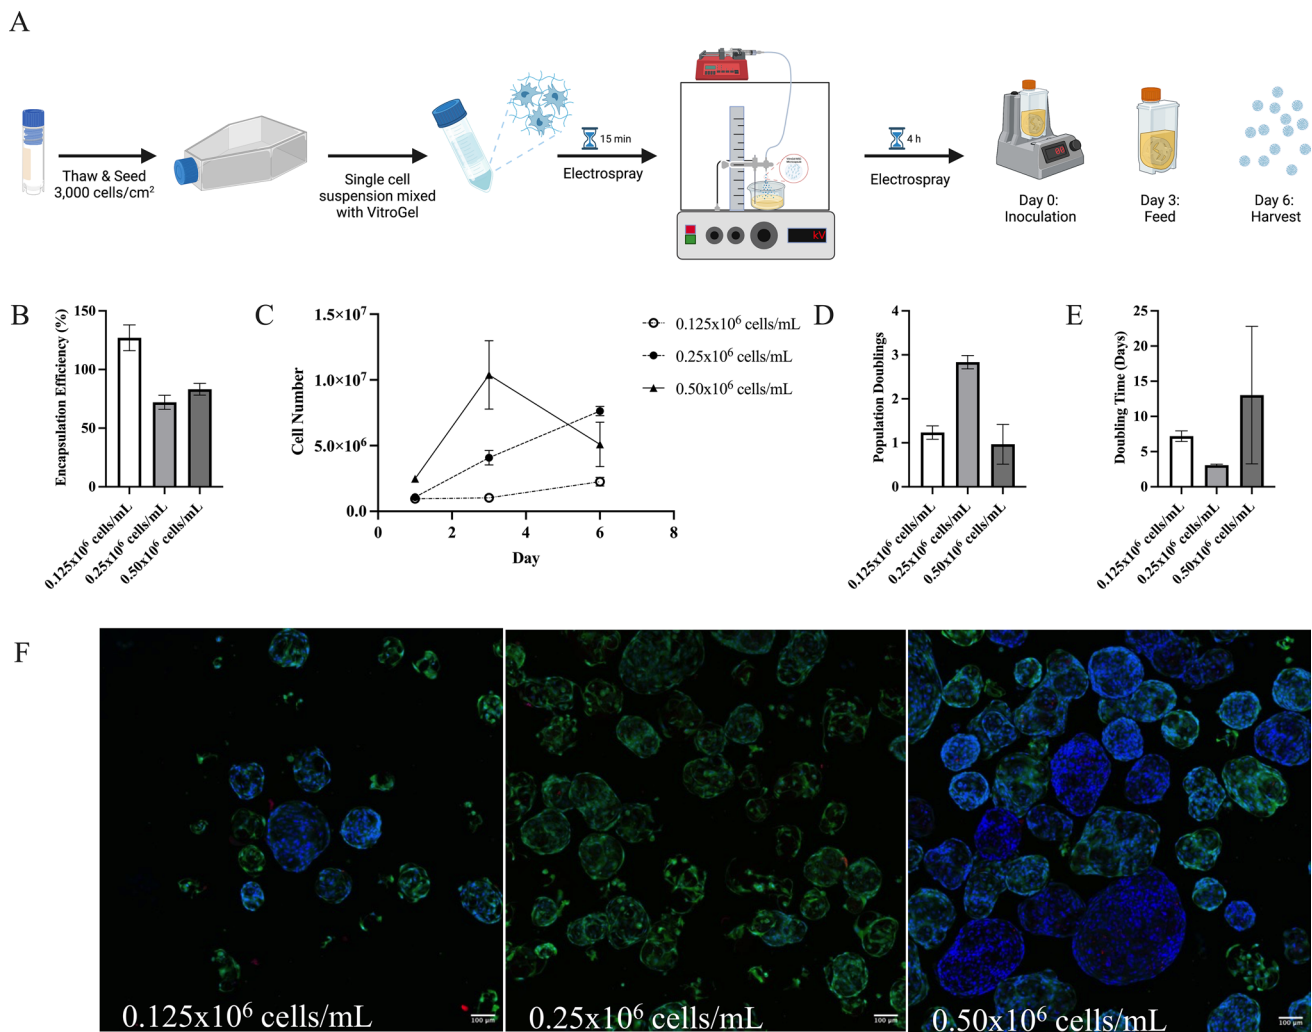 A
Thaw & Seed
3,000 cells/cm²
Single cell
suspension mixed
with VitroGel
15 min
Electrospray
kV
4 h
Electrospray
Day 0:
Inoculation
Day 3:
Feed
Day 6:
Harvest
B
Encapsulation Efficiency (%)
150
100
50
0
0.125x10⁶ cells/mL
0.25x10⁶ cells/mL
0.50x10⁶ cells/mL
C
Cell Number
1.5×10⁷
1.0×10⁷
5.0×10⁶
0.0
0 2 4 6 8
Day
0.125x10⁶ cells/mL
0.25x10⁶ cells/mL
0.50x10⁶ cells/mL
D
Population Doublings
4
3
2
1
0
0.125x10⁶ cells/mL
0.25x10⁶ cells/mL
0.50x10⁶ cells/mL
E
Doubling Time (Days)
25
20
15
10
5
0
0.125x10⁶ cells/mL
0.25x10⁶ cells/mL
0.50x10⁶ cells/mL
F
0.125x10⁶ cells/mL
100 µm
0.25x10⁶ cells/mL
100 µm
0.50x10⁶ cells/mL
100 µm